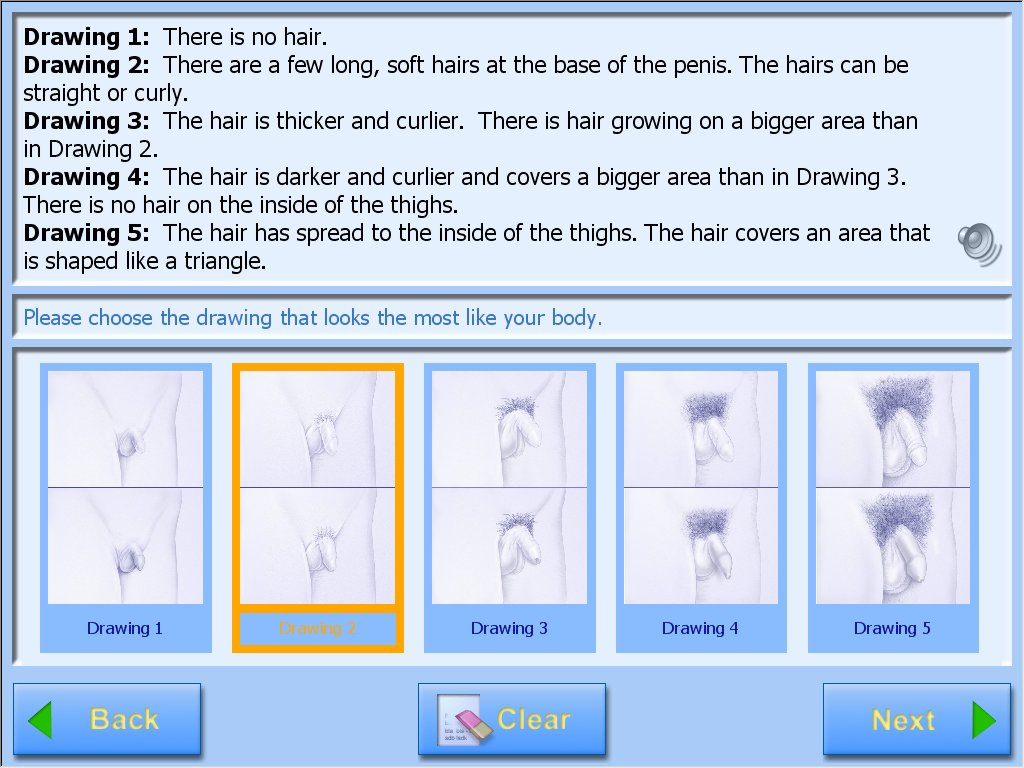 Drawing 1: There is no hair.
Drawing 2: There are a few long, soft hairs at the base of the penis. The hairs can be
straight or curly.
Drawing 3: The hair is thicker and curlier. There is hair growing on a bigger area than
in Drawing 2.
Drawing 4: The hair is darker and curlier and covers a bigger area than in Drawing 3.
There is no hair on the inside of the thighs.
Drawing 5: The hair has spread to the inside of the thighs. The hair covers an area that
is shaped like a triangle.
Please choose the drawing that looks the most like your body.
Drawing 1
Drawing 2
Drawing 3
Drawing 4
Drawing 5
Back
Clear
Next